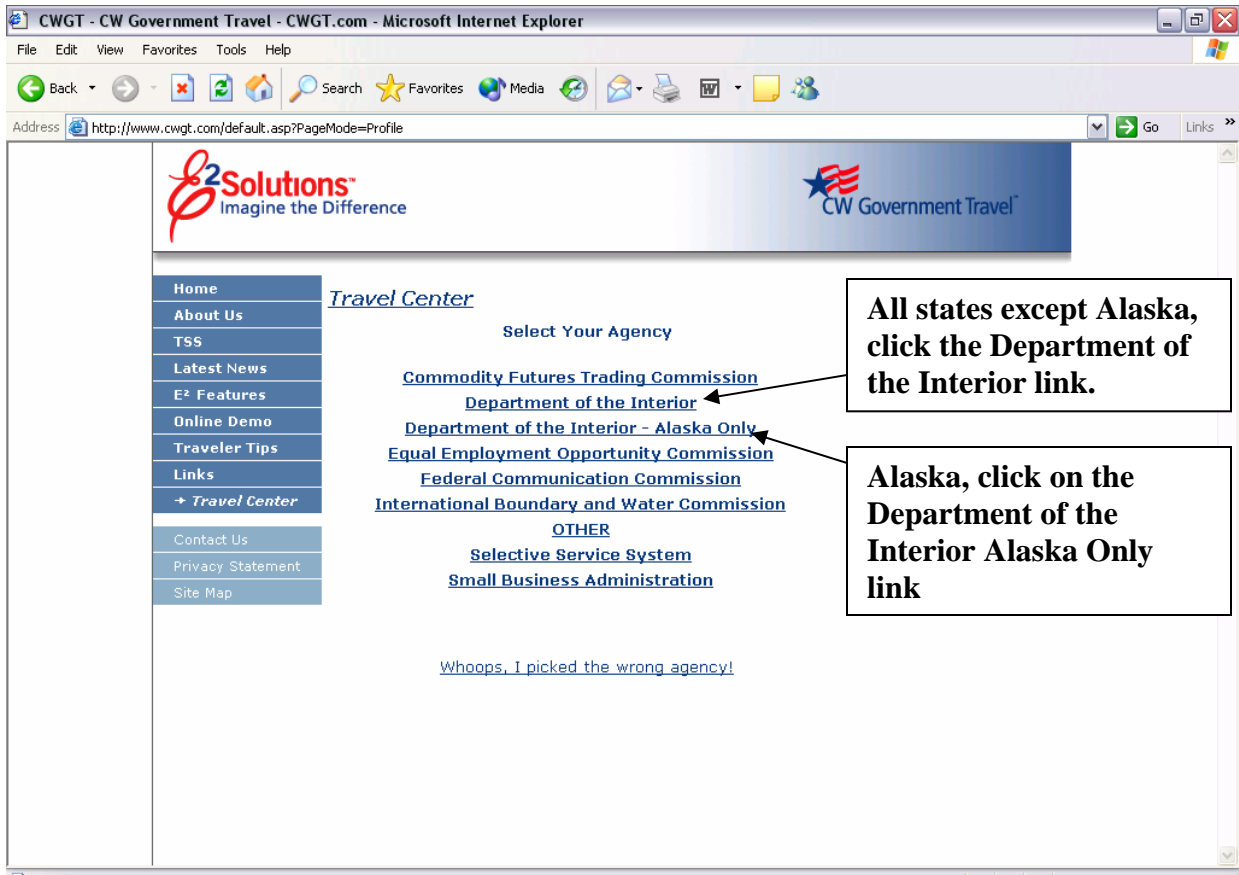 CWGT - CW Government Travel - CWGT.com - Microsoft Internet Explorer
File Edit View Favorites Tools Help
Back Search Favorites Media
Address http://www.cwgt.com/default.asp?PageMode=Profile Go Links »
E2Solutions™
Imagine the Difference
CW Government Travel™
Home
About Us
TSS
Latest News
E² Features
Online Demo
Traveler Tips
Links
→ Travel Center
Contact Us
Privacy Statement
Site Map
Travel Center
Select Your Agency
Commodity Futures Trading Commission
Department of the Interior
Department of the Interior - Alaska Only
Equal Employment Opportunity Commission
Federal Communication Commission
International Boundary and Water Commission
OTHER
Selective Service System
Small Business Administration
Whoops, I picked the wrong agency!
All states except Alaska,
click the Department of
the Interior link.
Alaska, click on the
Department of the
Interior Alaska Only
link